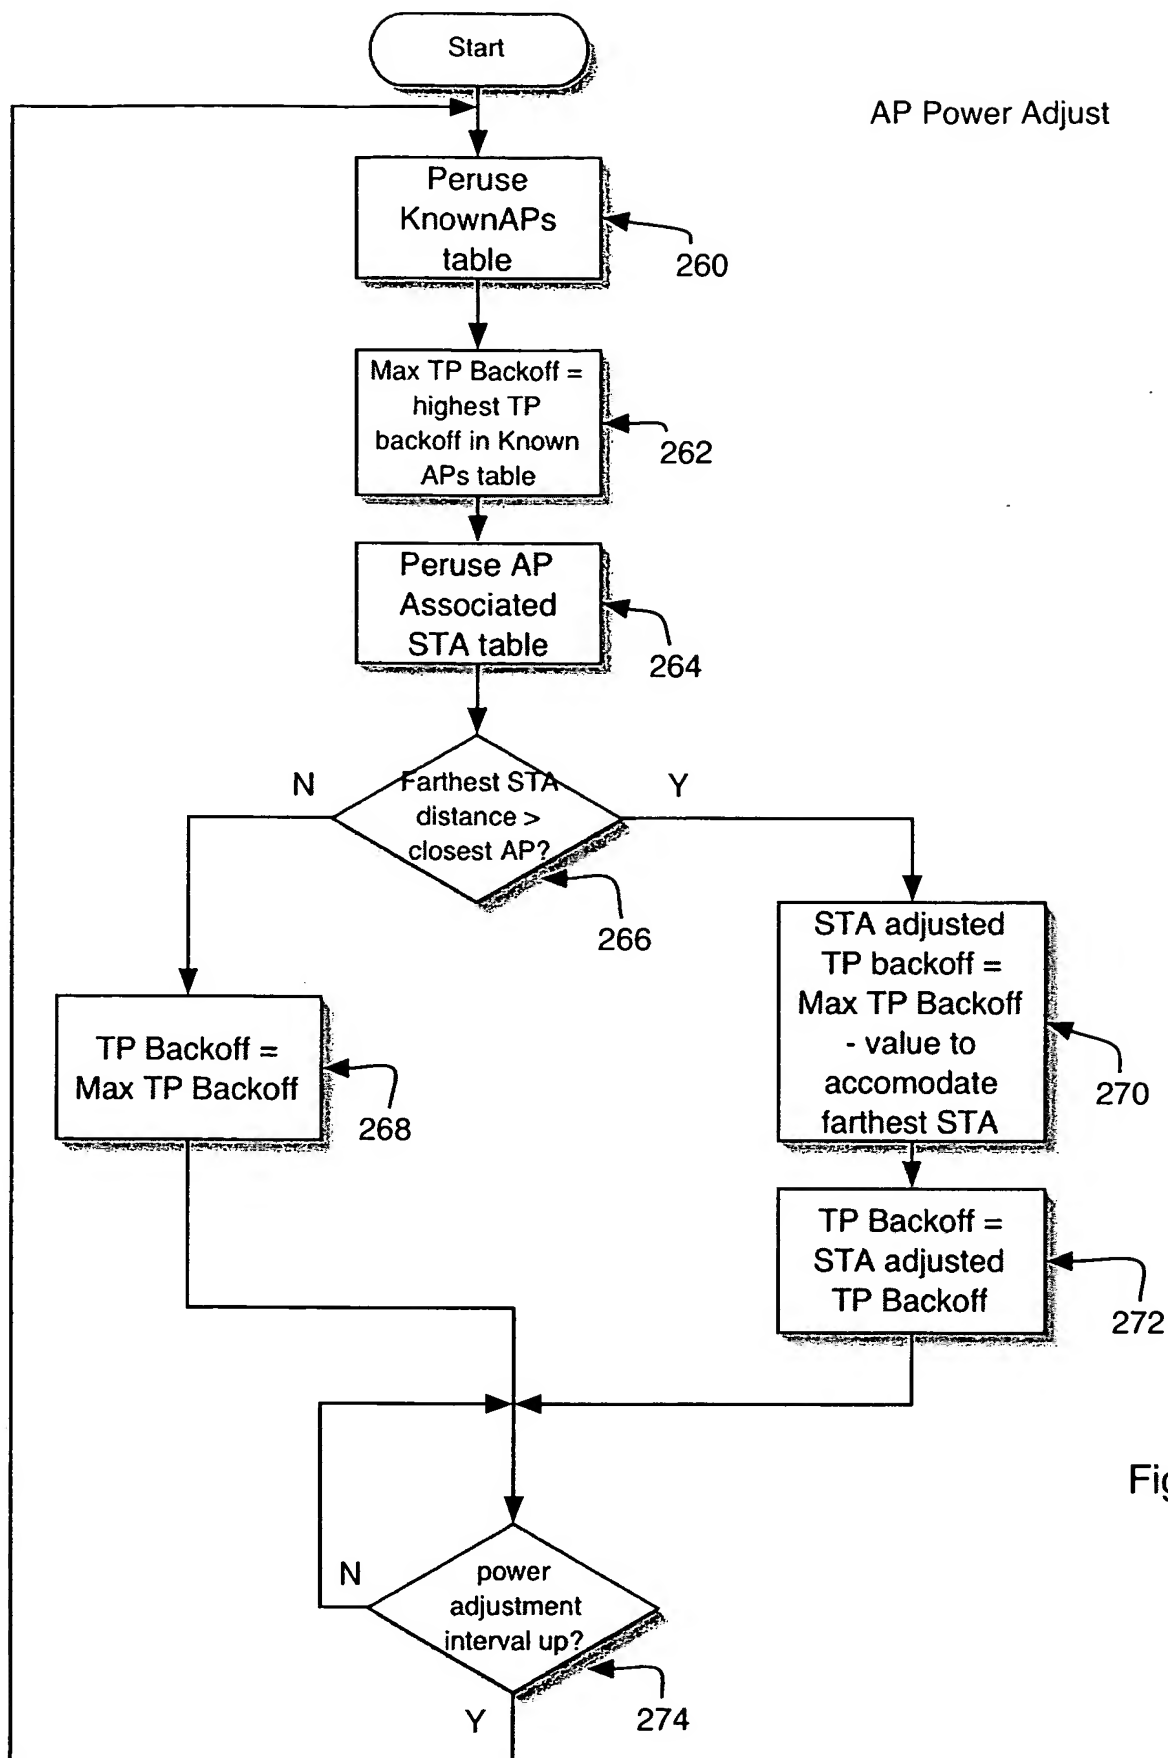 Start
AP Power Adjust
Peruse
KnownAPs
table
260
Max TP Backoff =
highest TP
backoff in Known
APs table
262
Peruse AP
Associated
STA table
264
N
Farthest STA
distance >
closest AP?
Y
266
STA adjusted
TP backoff =
Max TP Backoff
- value to
accomodate
farthest STA
270
TP Backoff =
Max TP Backoff
268
TP Backoff =
STA adjusted
TP Backoff
272
Fig
N
power
adjustment
interval up?
274
Y